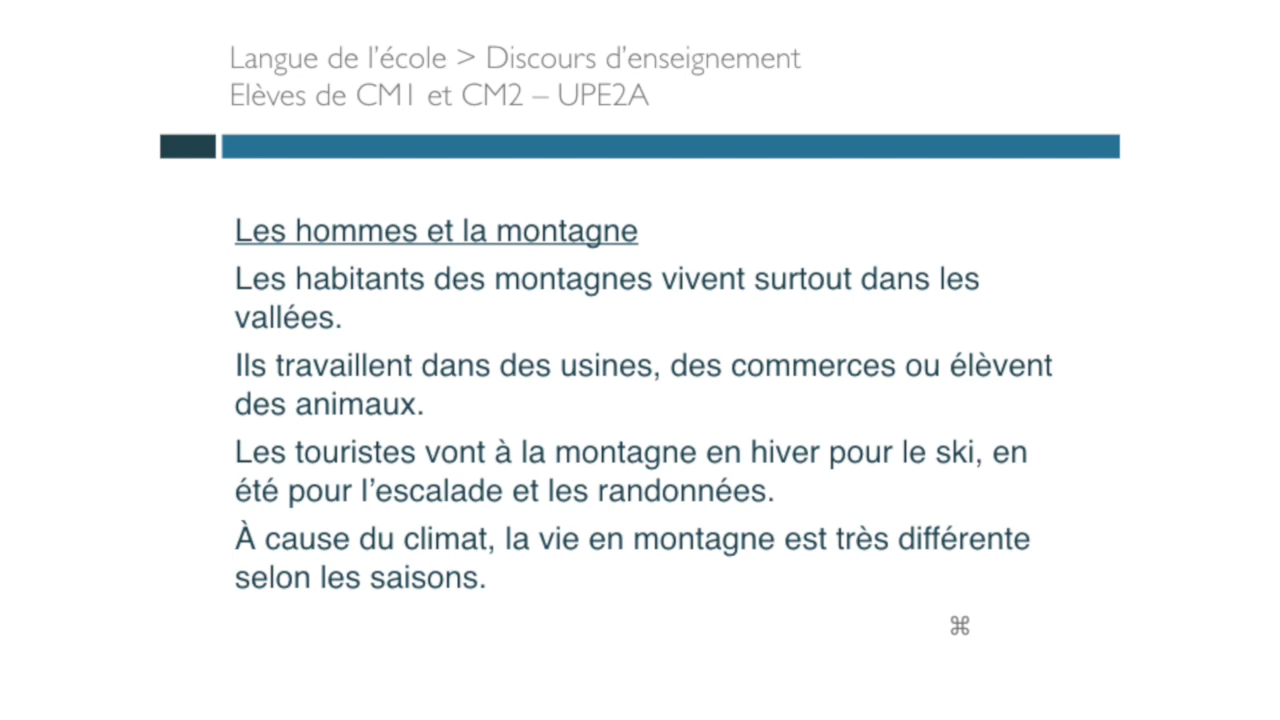 Langue de l’école > Discours d’enseignement
Elèves de CM1 et CM2 – UPE2A
Les hommes et la montagne
Les habitants des montagnes vivent surtout dans les
vallées.
Ils travaillent dans des usines, des commerces ou élèvent
des animaux.
Les touristes vont à la montagne en hiver pour le ski, en
été pour l’escalade et les randonnées.
À cause du climat, la vie en montagne est très différente
selon les saisons.
⌘